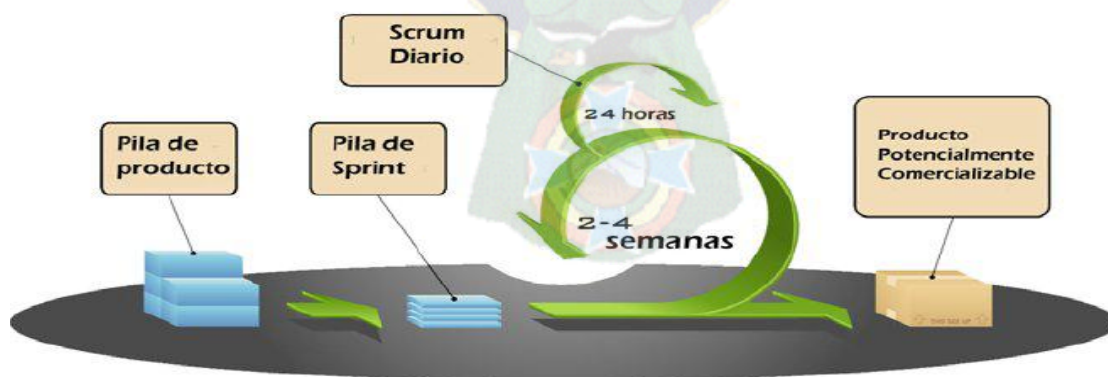 Scrum
Diario
24 horas
Pila de
producto
Pila de
Sprint
Producto
Potencialmente
Comercializable
2-4
semanas